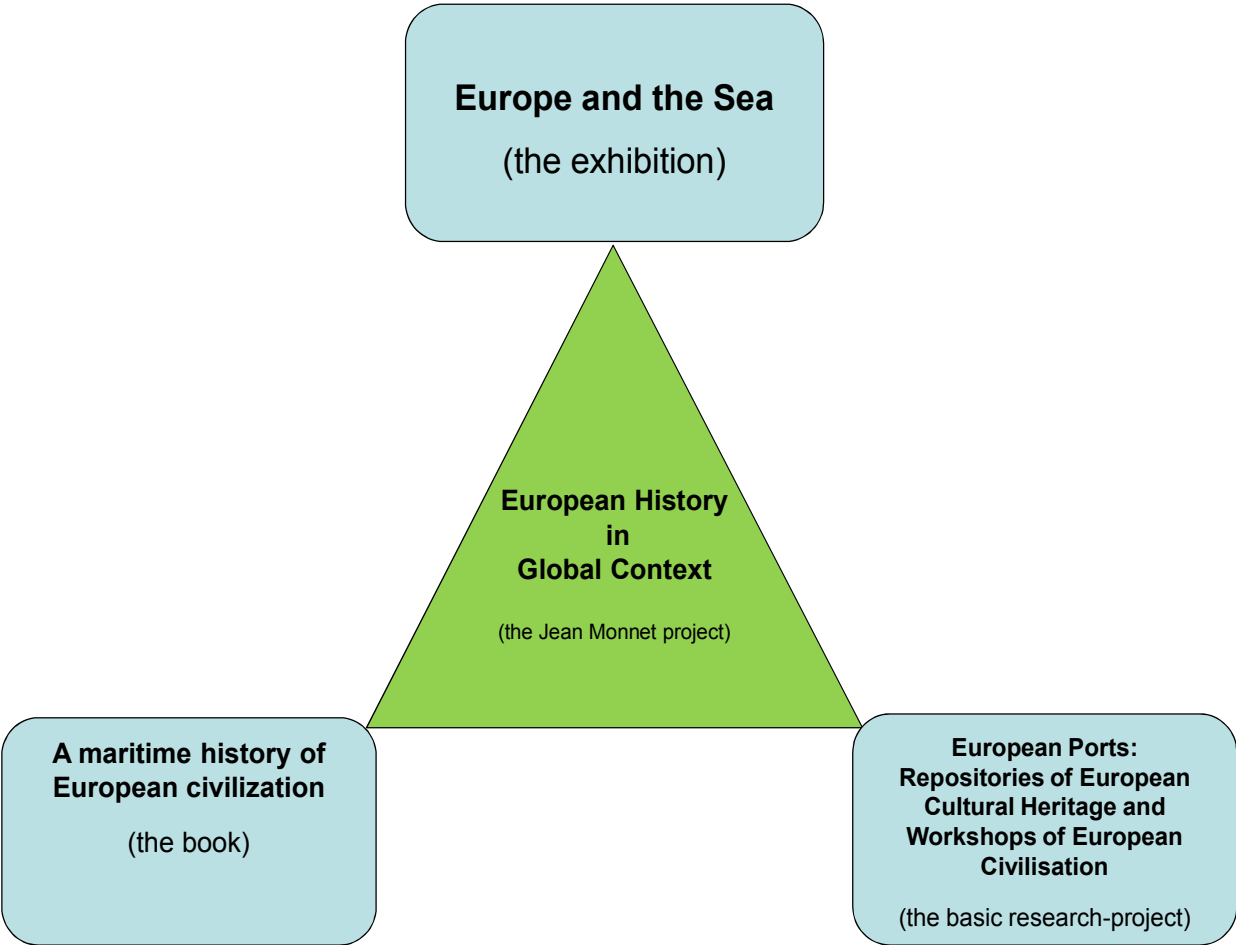 Europe and the Sea
(the exhibition)
European History
in
Global Context
(the Jean Monnet project)
A maritime history of
European civilization
(the book)
European Ports:
Repositories of European
Cultural Heritage and
Workshops of European
Civilisation
(the basic research-project)